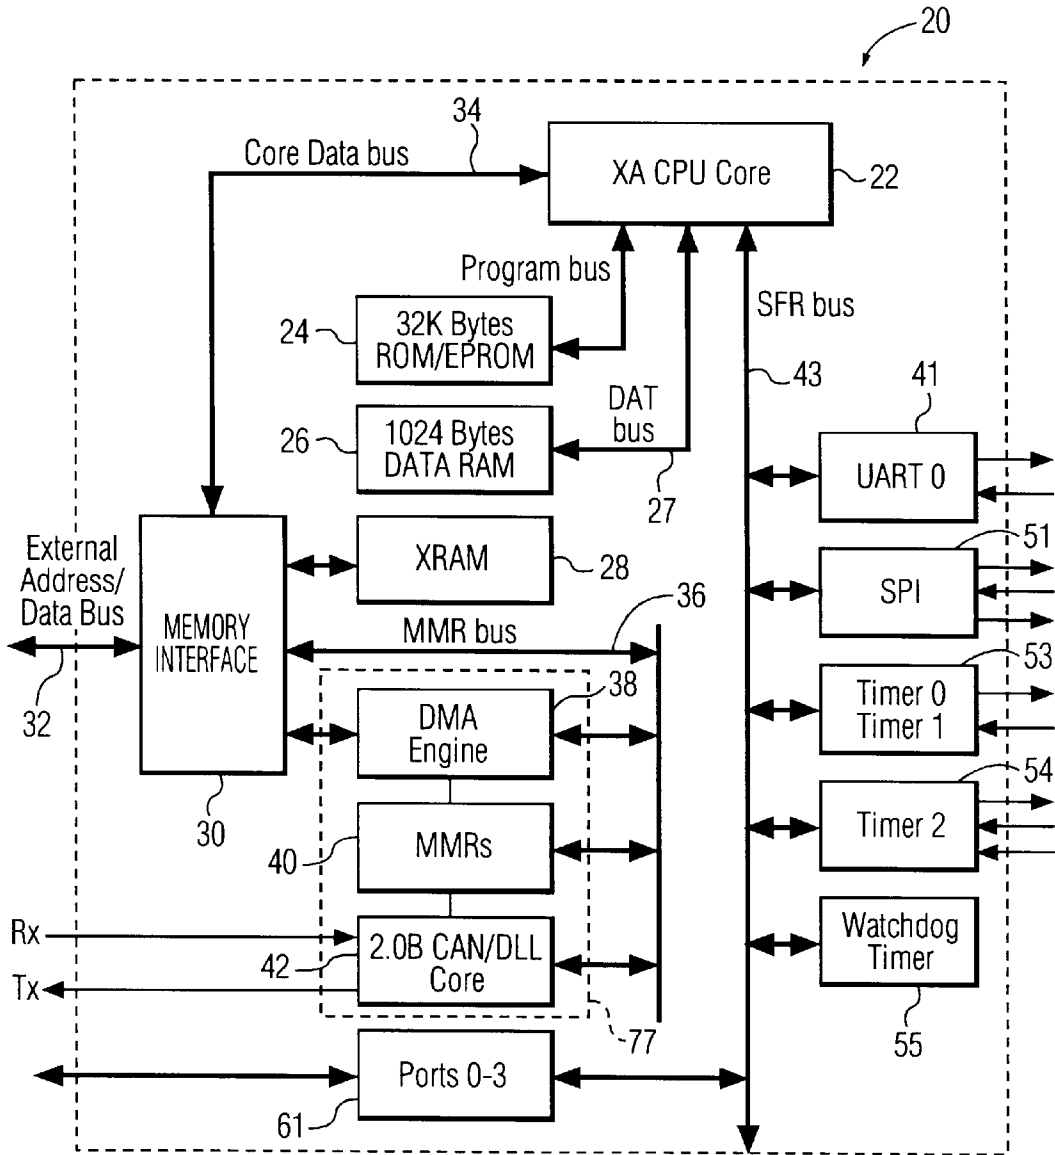 20
34
Core Data bus
XA CPU Core
22
Program bus
SFR bus
24
32K Bytes
ROM/EPROM
43
DAT
bus
41
26
1024 Bytes
DATA RAM
27
UART 0
External
Address/
Data Bus
XRAM
28
51
SPI
36
MMR bus
MEMORY
INTERFACE
32
38
53
DMA
Engine
Timer 0
Timer 1
30
54
40
MMRs
Timer 2
Rx
42
2.0B CAN/DLL
Core
Watchdog
Timer
Tx
77
55
Ports 0-3
61